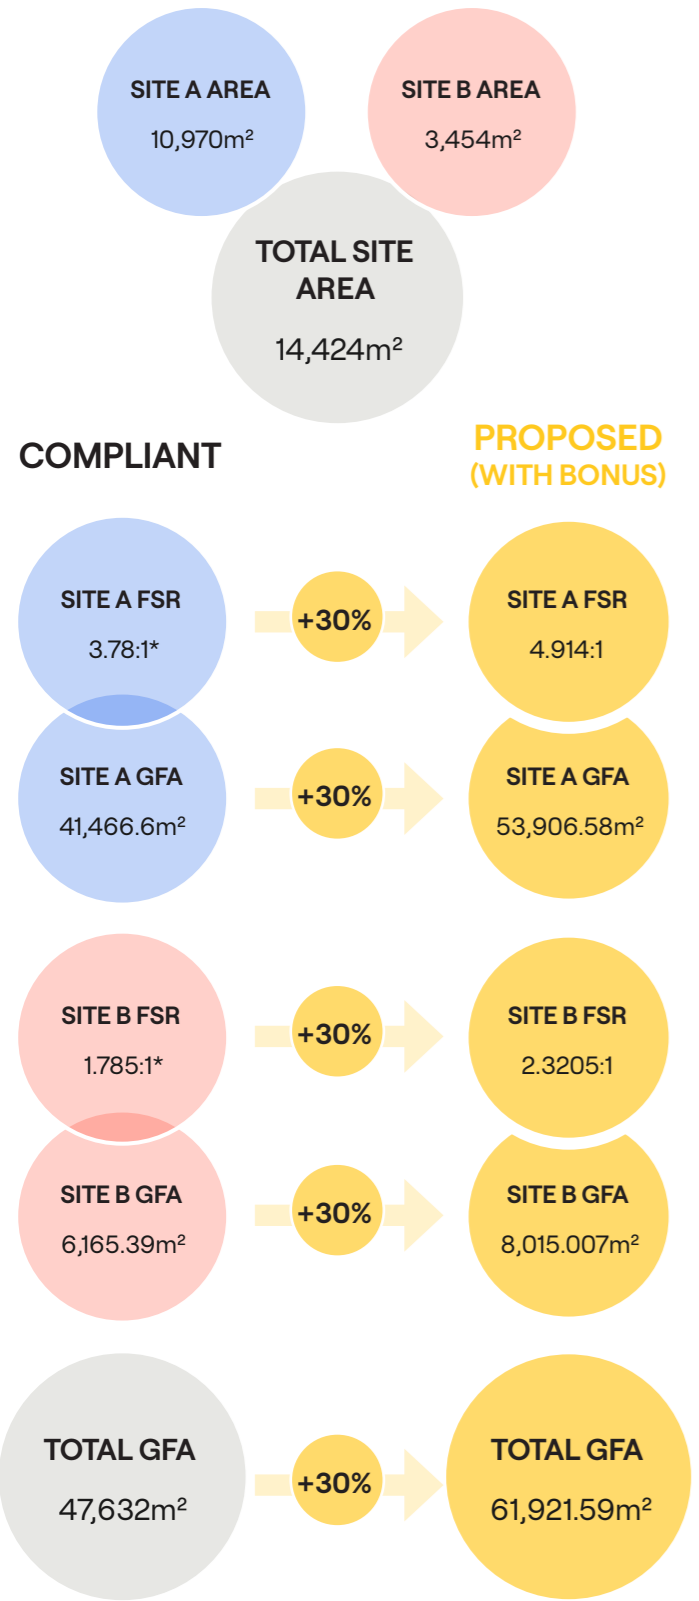 SITE A AREA
10,970m²
SITE B AREA
3,454m²
TOTAL SITE
AREA
14,424m²
COMPLIANT
PROPOSED
(WITH BONUS)
SITE A FSR
3.78:1*
+30%
SITE A FSR
4.914:1
SITE A GFA
41,466.6m²
+30%
SITE A GFA
53,906.58m²
SITE B FSR
1.785:1*
+30%
SITE B FSR
2.3205:1
SITE B GFA
6,165.39m²
+30%
SITE B GFA
8,015.007m²
TOTAL GFA
47,632m²
+30%
TOTAL GFA
61,921.59m²